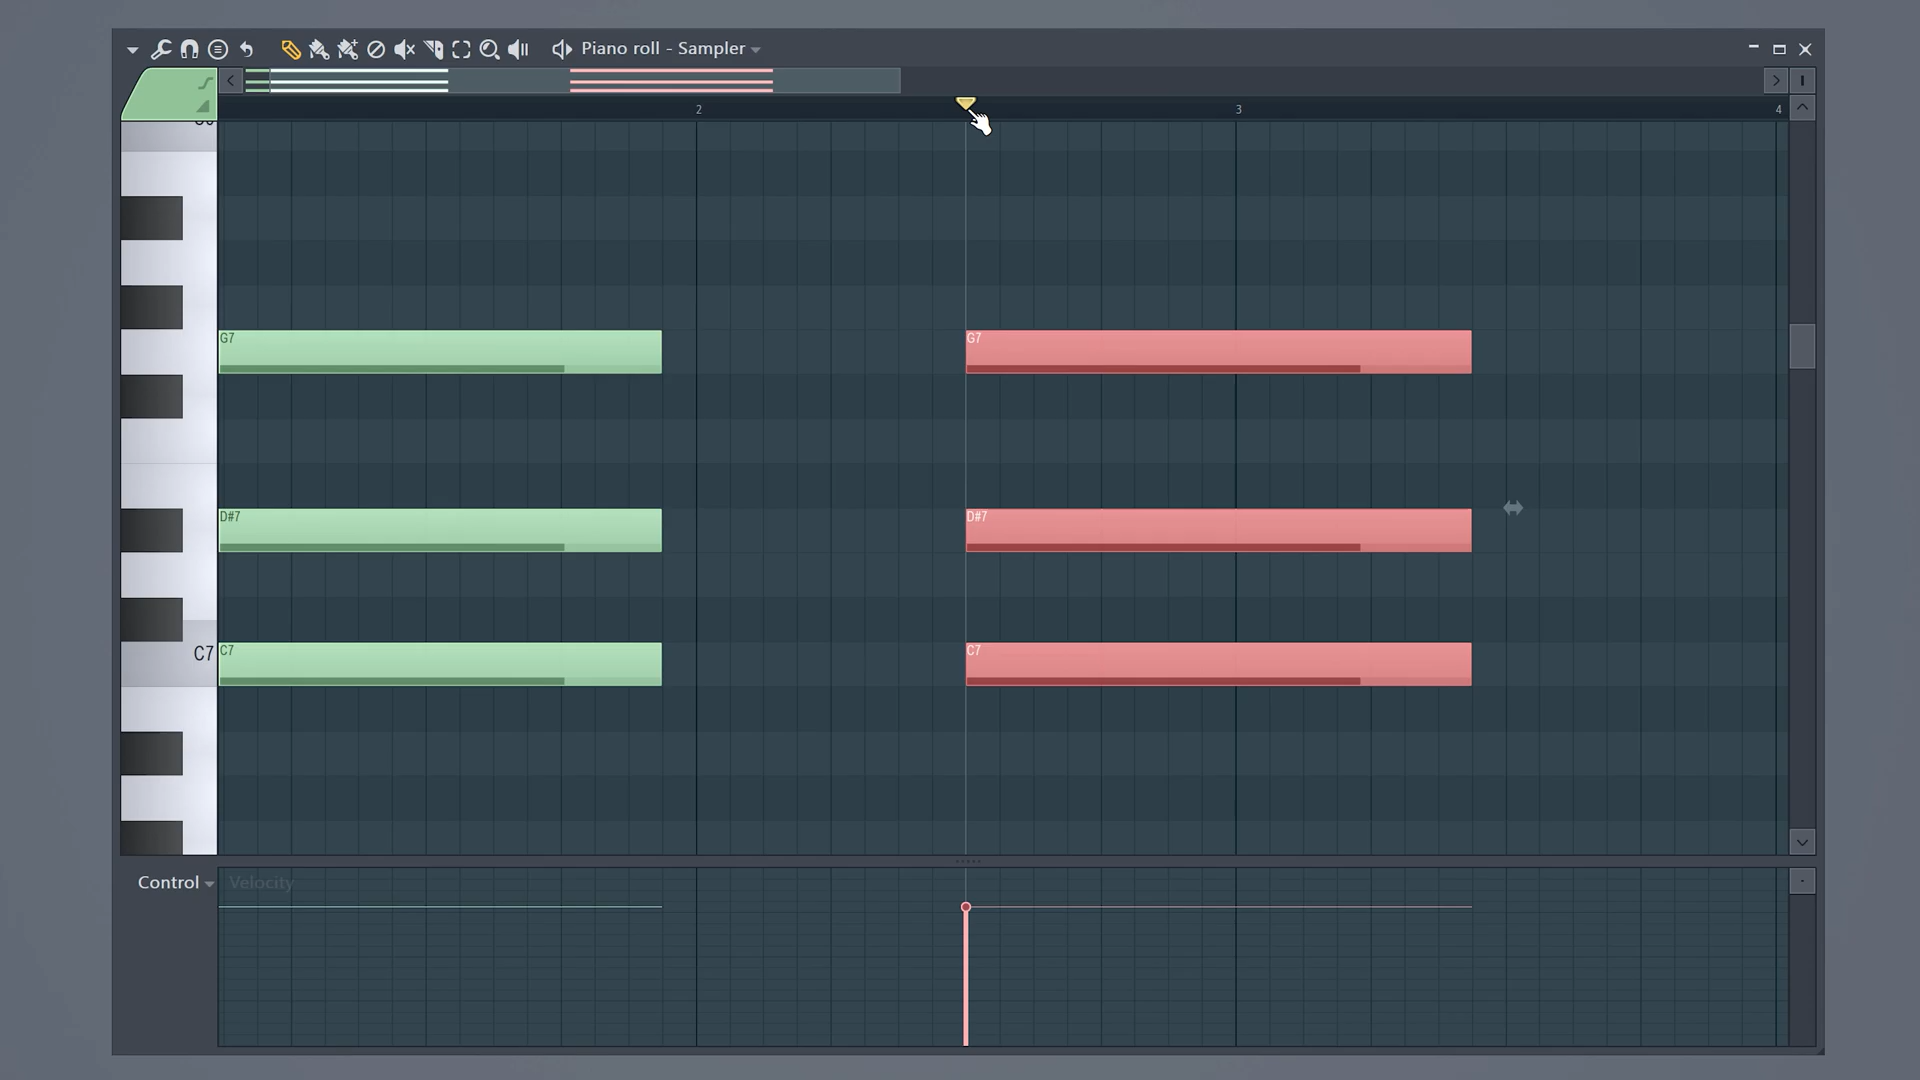 Piano roll - Sampler
2
3
4
G7
G7
D#7
D#7
C7
C7
C7
Control
Velocity